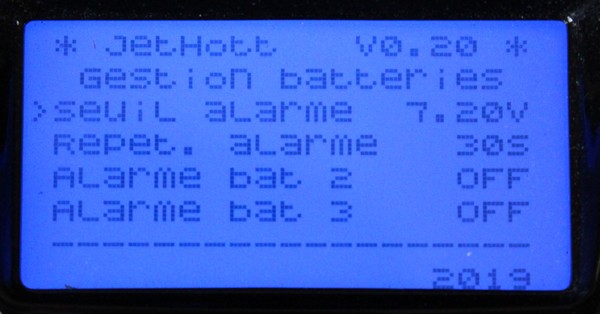 * JetHott V0.20 *
Gestion batteries
>seuil alarme 7.20V
Repet. alarme 30S
Alarme bat 2 OFF
Alarme bat 3 OFF
--------------------
2019